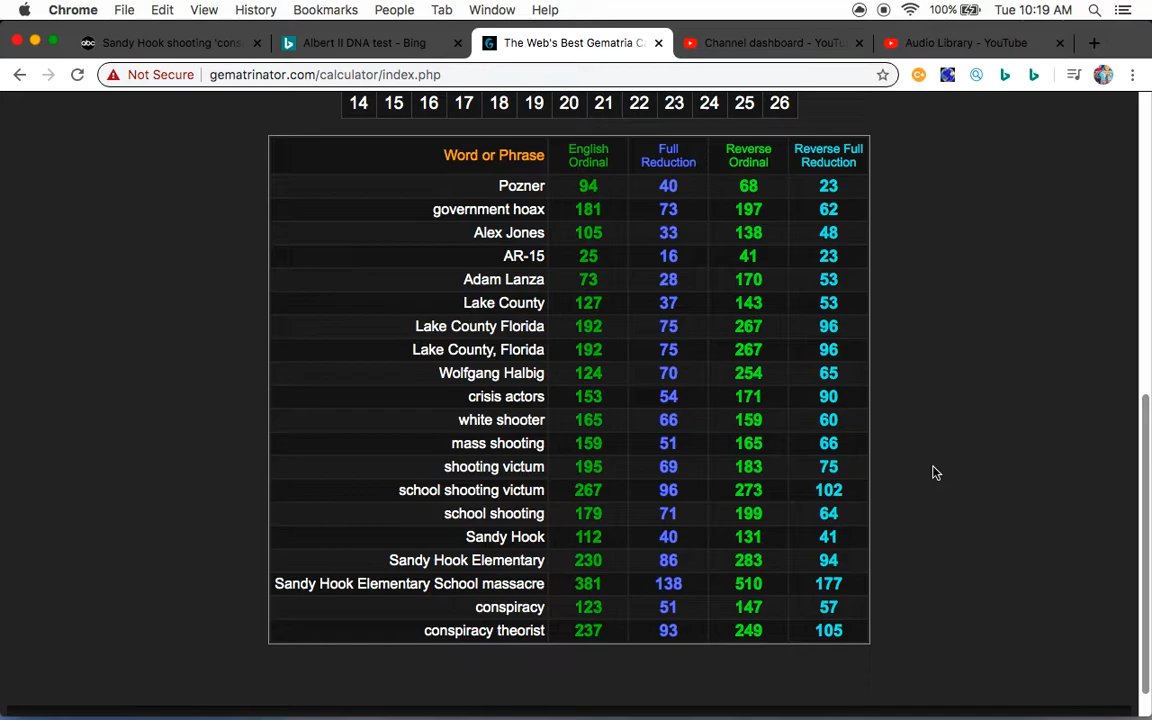 Chrome File Edit View History Bookmarks People Tab Window Help 100% Tue 10:19 AM
abc Sandy Hook shooting 'cons Albert II DNA test - Bing The Web's Best Gematria Ca Channel dashboard - YouTu Audio Library - YouTube
Not Secure gematrinator.com/calculator/index.php
14 15 16 17 18 19 20 21 22 23 24 25 26
Word or Phrase English Ordinal Full Reduction Reverse Ordinal Reverse Full Reduction
Pozner 94 40 68 23
government hoax 181 73 197 62
Alex Jones 105 33 138 48
AR-15 25 16 41 23
Adam Lanza 73 28 170 53
Lake County 127 37 143 53
Lake County Florida 192 75 267 96
Lake County, Florida 192 75 267 96
Wolfgang Halbig 124 70 254 65
crisis actors 153 54 171 90
white shooter 165 66 159 60
mass shooting 159 51 165 66
shooting victum 195 69 183 75
school shooting victum 267 96 273 102
school shooting 179 71 199 64
Sandy Hook 112 40 131 41
Sandy Hook Elementary 230 86 283 94
Sandy Hook Elementary School massacre 381 138 510 177
conspiracy 123 51 147 57
conspiracy theorist 237 93 249 105